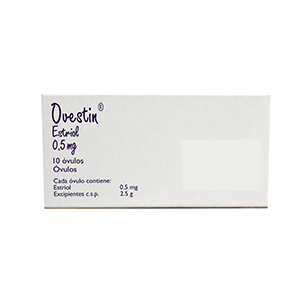 Ovestin®
Estriol
0,5 mg
10 óvulos
Óvulos
Cada óvulo contiene:
Estriol 0.5 mg
Excipientes c.s.p. 2.5 g